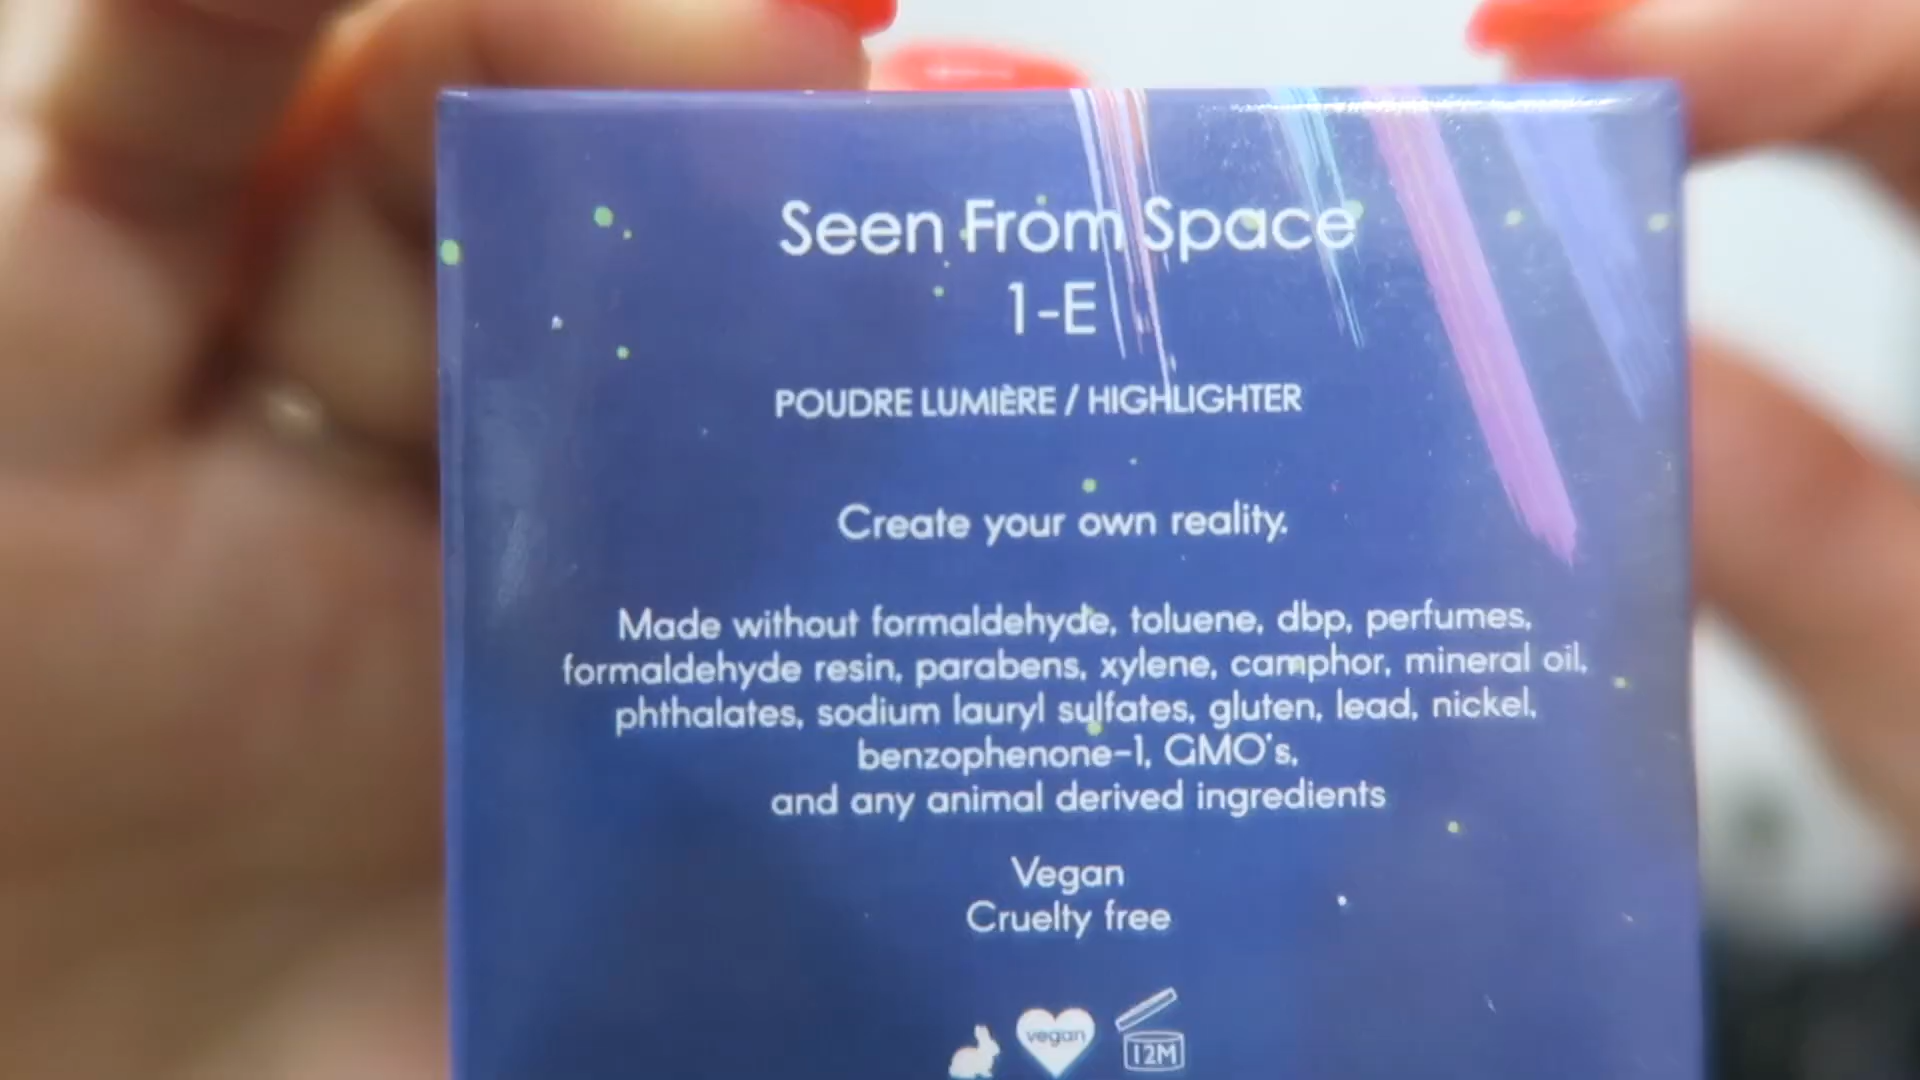 Seen From Space
1-E
POUDRE LUMIÈRE / HIGHLIGHTER
Create your own reality.
Made without formaldehyde, toluene, dbp, perfumes,
formaldehyde resin, parabens, xylene, camphor, mineral oil,
phthalates, sodium lauryl sulfates, gluten, lead, nickel,
benzophenone-1, GMO's,
and any animal derived ingredients
Vegan
Cruelty free
vegan
12M